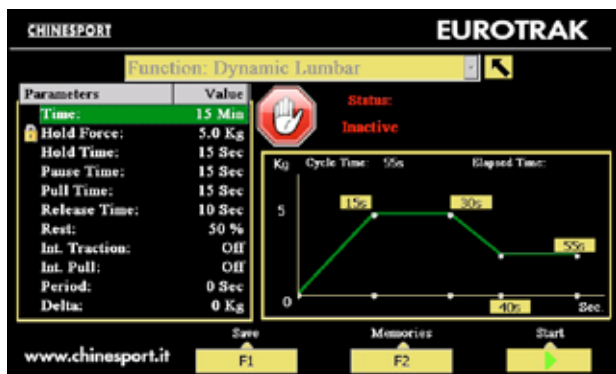 CHINESPORT
EUROTRAK
Function: Dynamic Lumbar
Parameters Value
Time: 15 Min
Hold Force: 5.0 Kg
Hold Time: 15 Sec
Pause Time: 15 Sec
Pull Time: 15 Sec
Release Time: 10 Sec
Rest: 50 %
Int. Traction: Off
Int. Pull: Off
Period: 0 Sec
Delta: 0 Kg
Status:
Inactive
Kg Cycle Time: 55s Elapsed Time:
15s 30s
5
55s
0
40s Sec.
Save Memories Start
www.chinesport.it F1 F2